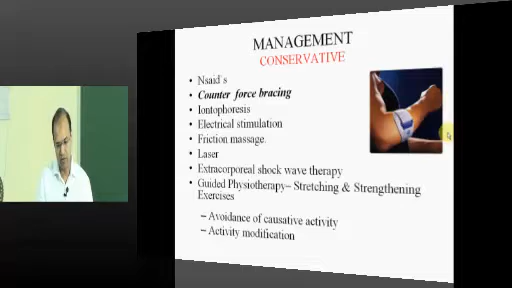 MANAGEMENT
CONSERVATIVE
• Nsaid`s
• Counter force bracing
• Iontophoresis
• Electrical stimulation
• Friction massage.
• Laser
• Extracorporeal shock wave therapy
• Guided Physiotherapy– Stretching & Strengthening
Exercises
– Avoidance of causative activity
– Activity modification